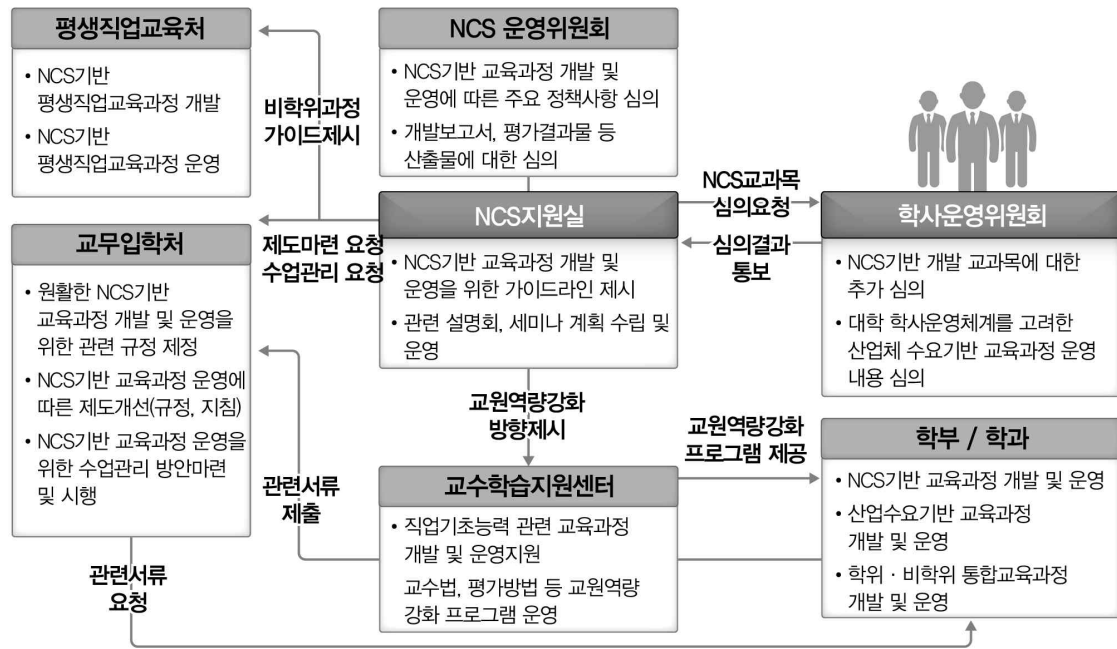 평생직업교육처
• NCS기반
평생직업교육과정 개발
• NCS기반
평생직업교육과정 운영
비학위과정
가이드제시
NCS 운영위원회
• NCS기반 교육과정 개발 및
운영에 따른 주요 정책사항 심의
• 개발보고서, 평가결과물 등
산출물에 대한 심의
NCS지원실
• NCS기반 교육과정 개발 및
운영을 위한 가이드라인 제시
• 관련 설명회, 세미나 계획 수립 및
운영
NCS교과목
심의요청
심의결과
통보
학사운영위원회
• NCS기반 개발 교과목에 대한
추가 심의
• 대학 학사운영체계를 고려한
산업체 수요기반 교육과정 운영
내용 심의
제도마련 요청
수업관리 요청
교무입학처
• 원활한 NCS기반
교육과정 개발 및 운영을
위한 관련 규정 제정
• NCS기반 교육과정 운영에
따른 제도개선(규정, 지침)
• NCS기반 교육과정 운영을
위한 수업관리 방안마련
및 시행
교원역량강화
방향제시
관련서류
제출
교수학습지원센터
• 직업기초능력 관련 교육과정
개발 및 운영지원
교수법, 평가방법 등 교원역량
강화 프로그램 운영
교원역량강화
프로그램 제공
학부 / 학과
• NCS기반 교육과정 개발 및 운영
• 산업수요기반 교육과정
개발 및 운영
• 학위 · 비학위 통합교육과정
개발 및 운영
관련서류
요청